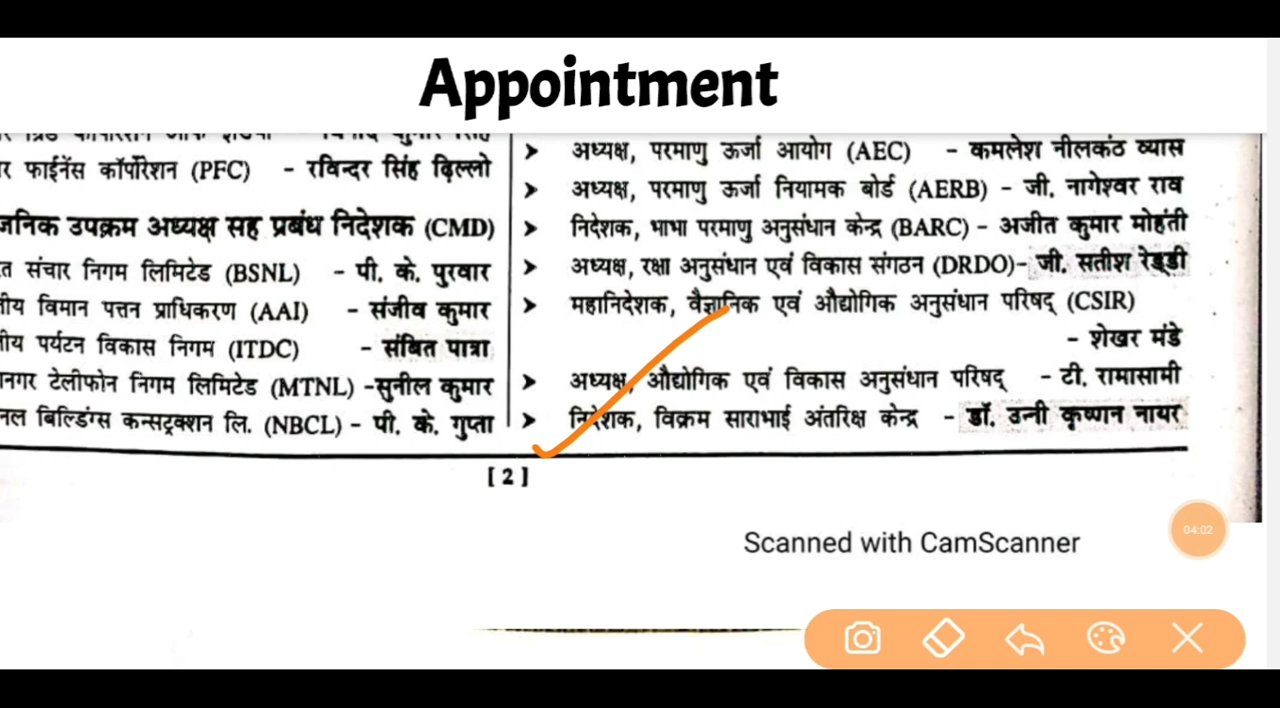 Appointment
फाईनेंस कॉर्पोरेशन (PFC) - रविन्दर सिंह ढ़िल्लो
उपक्रम अध्यक्ष सह प्रबंध निदेशक (CMD)
संचार निगम लिमिटेड (BSNL) - पी. के. पुरवार
विमान पत्तन प्राधिकरण (AAI) - संजीव कुमार
पर्यटन विकास निगम (ITDC) - संबित पात्रा
टेलीफोन निगम लिमिटेड (MTNL) -सुनील कुमार
बिल्डिंग्स कन्सट्रक्शन लि. (NBCL) - पी. के. गुप्ता
➤ अध्यक्ष, परमाणु ऊर्जा आयोग (AEC) - कमलेश नीलकंठ व्यास
➤ अध्यक्ष, परमाणु ऊर्जा नियामक बोर्ड (AERB) - जी. नागेश्वर राव
➤ निदेशक, भाभा परमाणु अनुसंधान केन्द्र (BARC) - अजीत कुमार मोहंती
➤ अध्यक्ष, रक्षा अनुसंधान एवं विकास संगठन (DRDO)- जी. सतीश रेड्डी
➤ महानिदेशक, वैज्ञानिक एवं औद्योगिक अनुसंधान परिषद् (CSIR)
- शेखर मंडे
➤ अध्यक्ष, औद्योगिक एवं विकास अनुसंधान परिषद् - टी. रामासामी
➤ निदेशक, विक्रम साराभाई अंतरिक्ष केन्द्र - डॉ. उन्नी कृष्णन नायर
[2]
Scanned with CamScanner
04:02